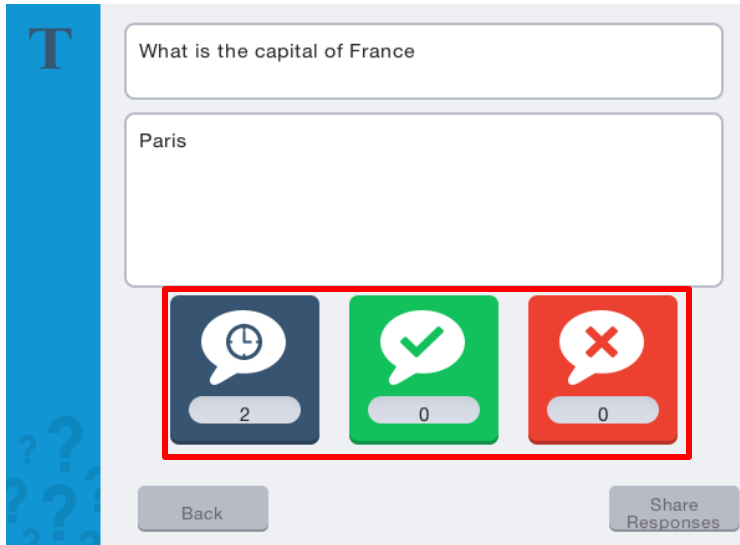 T
What is the capital of France
Paris
2
0
0
Back
Share
Responses
? ? ? ? ? ? ? ?